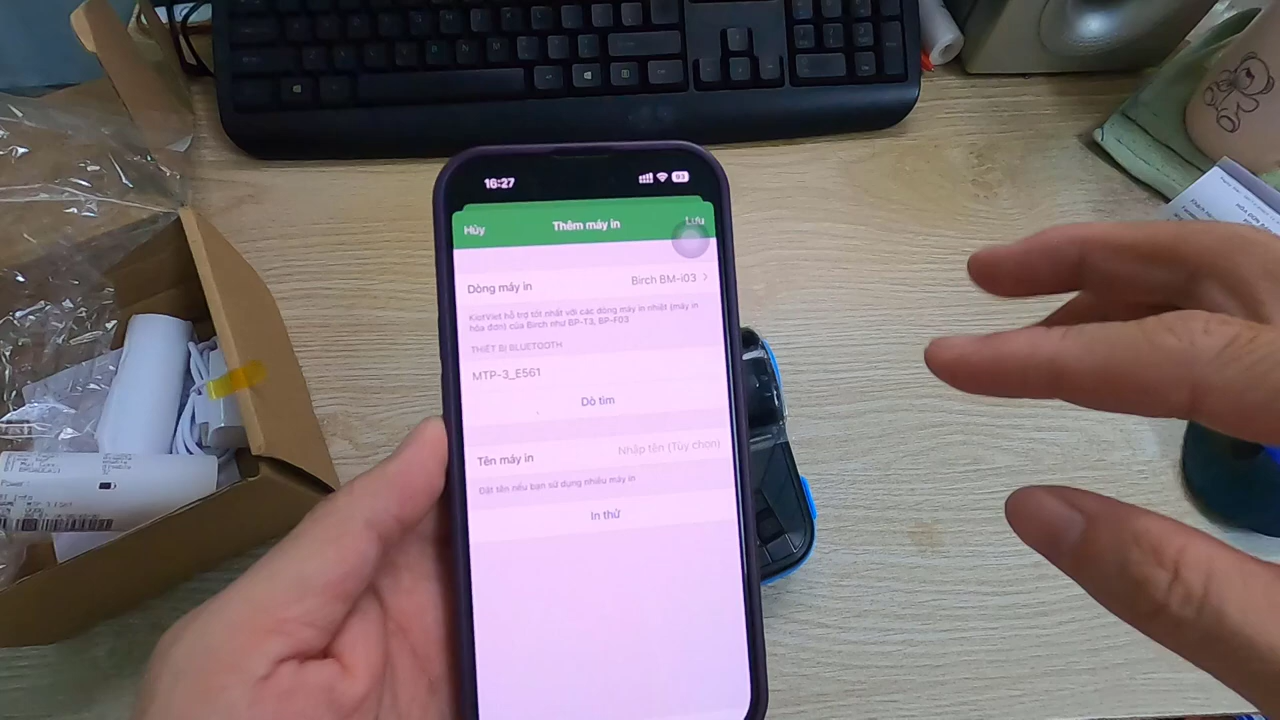 16:27
93
Hủy
Thêm máy in
Lưu
Dòng máy in
Birch BM-i03
KiotViet hỗ trợ tốt nhất với các dòng máy in nhiệt (máy in
hóa đơn) của Birch như BP-T3, BP-F03
THIẾT BỊ BLUETOOTH
MTP-3_E561
Dò tìm
Tên máy in
Nhập tên (Tùy chọn)
Đặt tên nếu bạn sử dụng nhiều máy in
In thử